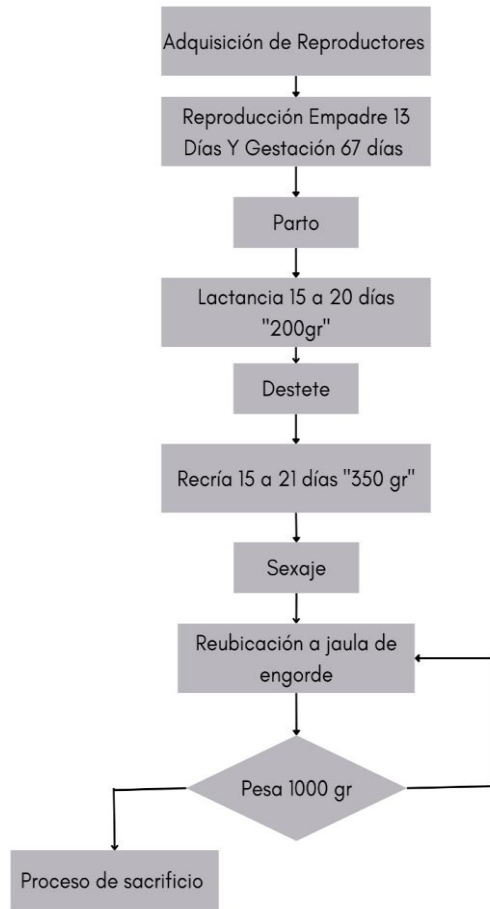 Adquisición de Reproductores
Reproducción Empadre 13
Días Y Gestación 67 días
Parto
Lactancia 15 a 20 días
"200gr"
Destete
Recría 15 a 21 días "350 gr"
Sexaje
Reubicación a jaula de
engorde
Pesa 1000 gr
Proceso de sacrificio